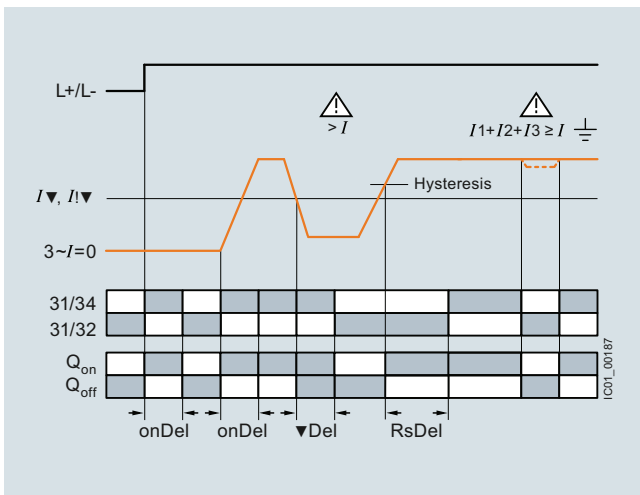 L+/L-
> I
I1+I2+I3 ≥ I
I▼, I!▼
Hysteresis
3~I=0
31/34
31/32
Qon
Qoff
IC01_00187
onDel
onDel
▼Del
RsDel